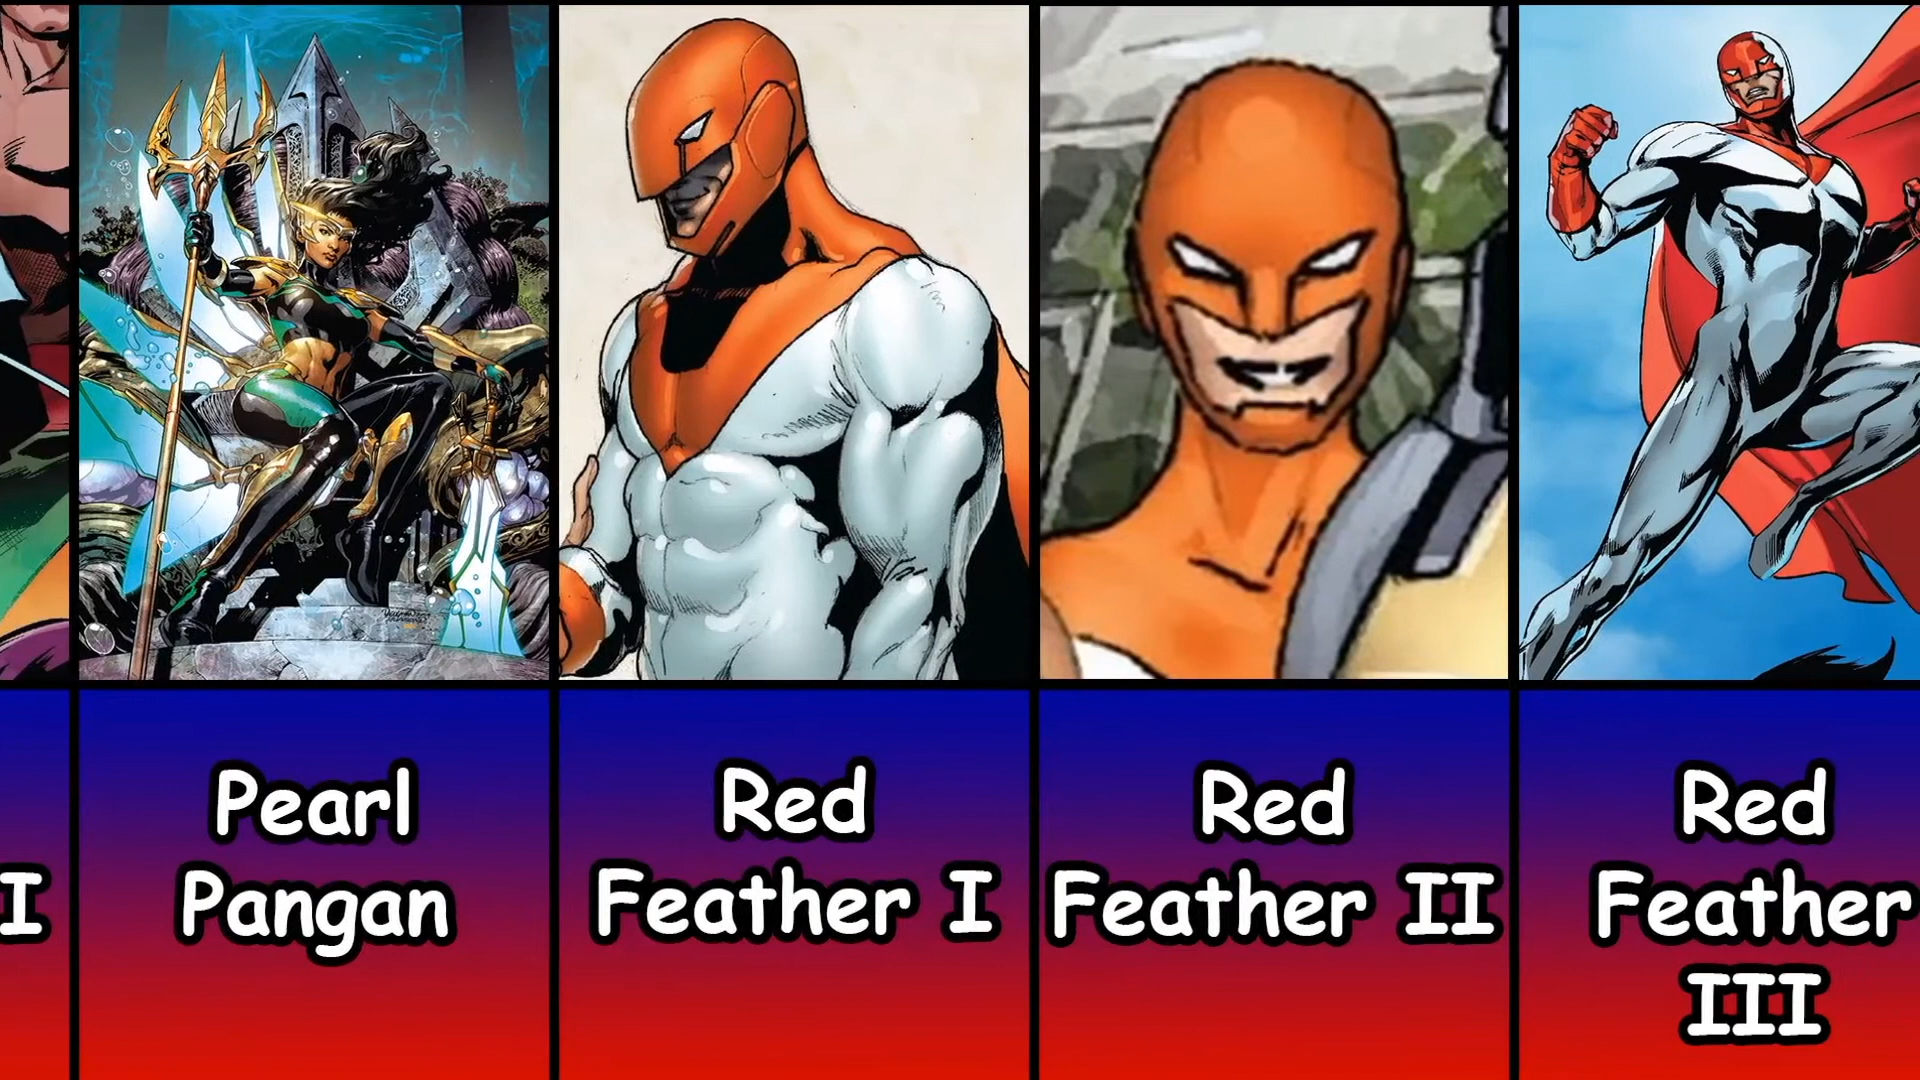 I
Pearl
Pangan
Red
Feather I
Red
Feather II
Red
Feather
III